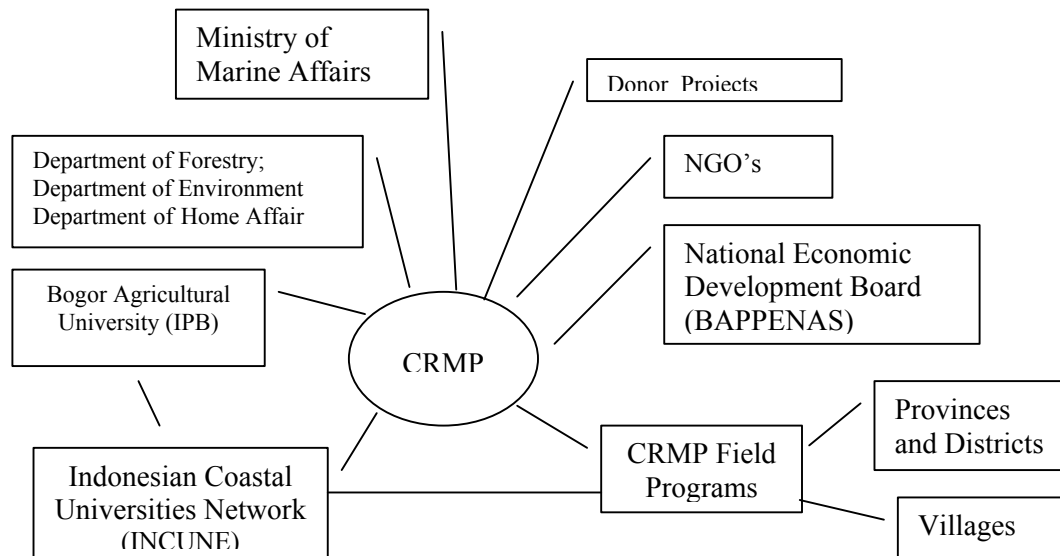 Ministry of
Marine Affairs
Donor Projects
Department of Forestry;
Department of Environment
Department of Home Affair
NGO’s
National Economic
Development Board
(BAPPENAS)
Bogor Agricultural
University (IPB)
CRMP
Provinces
and Districts
CRMP Field
Programs
Indonesian Coastal
Universities Network
(INCUNE)
Villages